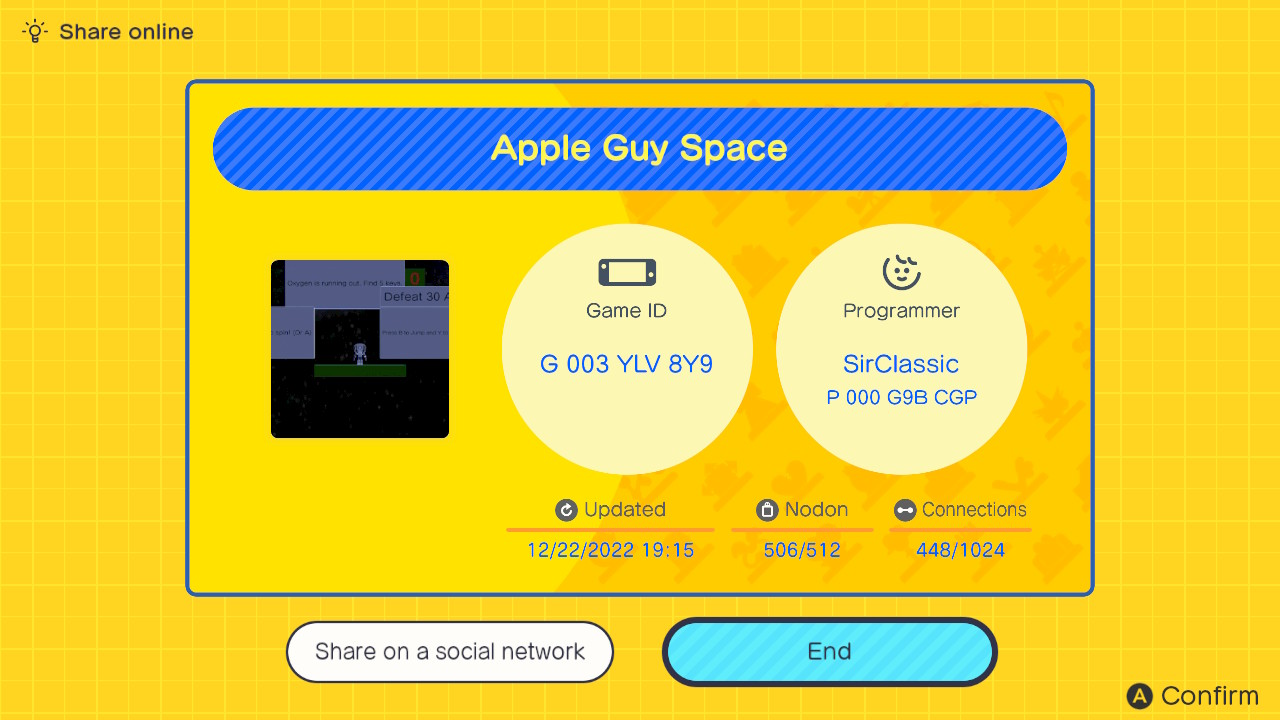 Share online
Apple Guy Space
Oxygen is running out. Find 5 Keys
0
Defeat 30 A
Game ID
G 003 YLV 8Y9
Programmer
SirClassic
P 000 G9B CGP
Updated
Nodon
Connections
12/22/2022 19:15
506/512
448/1024
Share on a social network
End
A Confirm